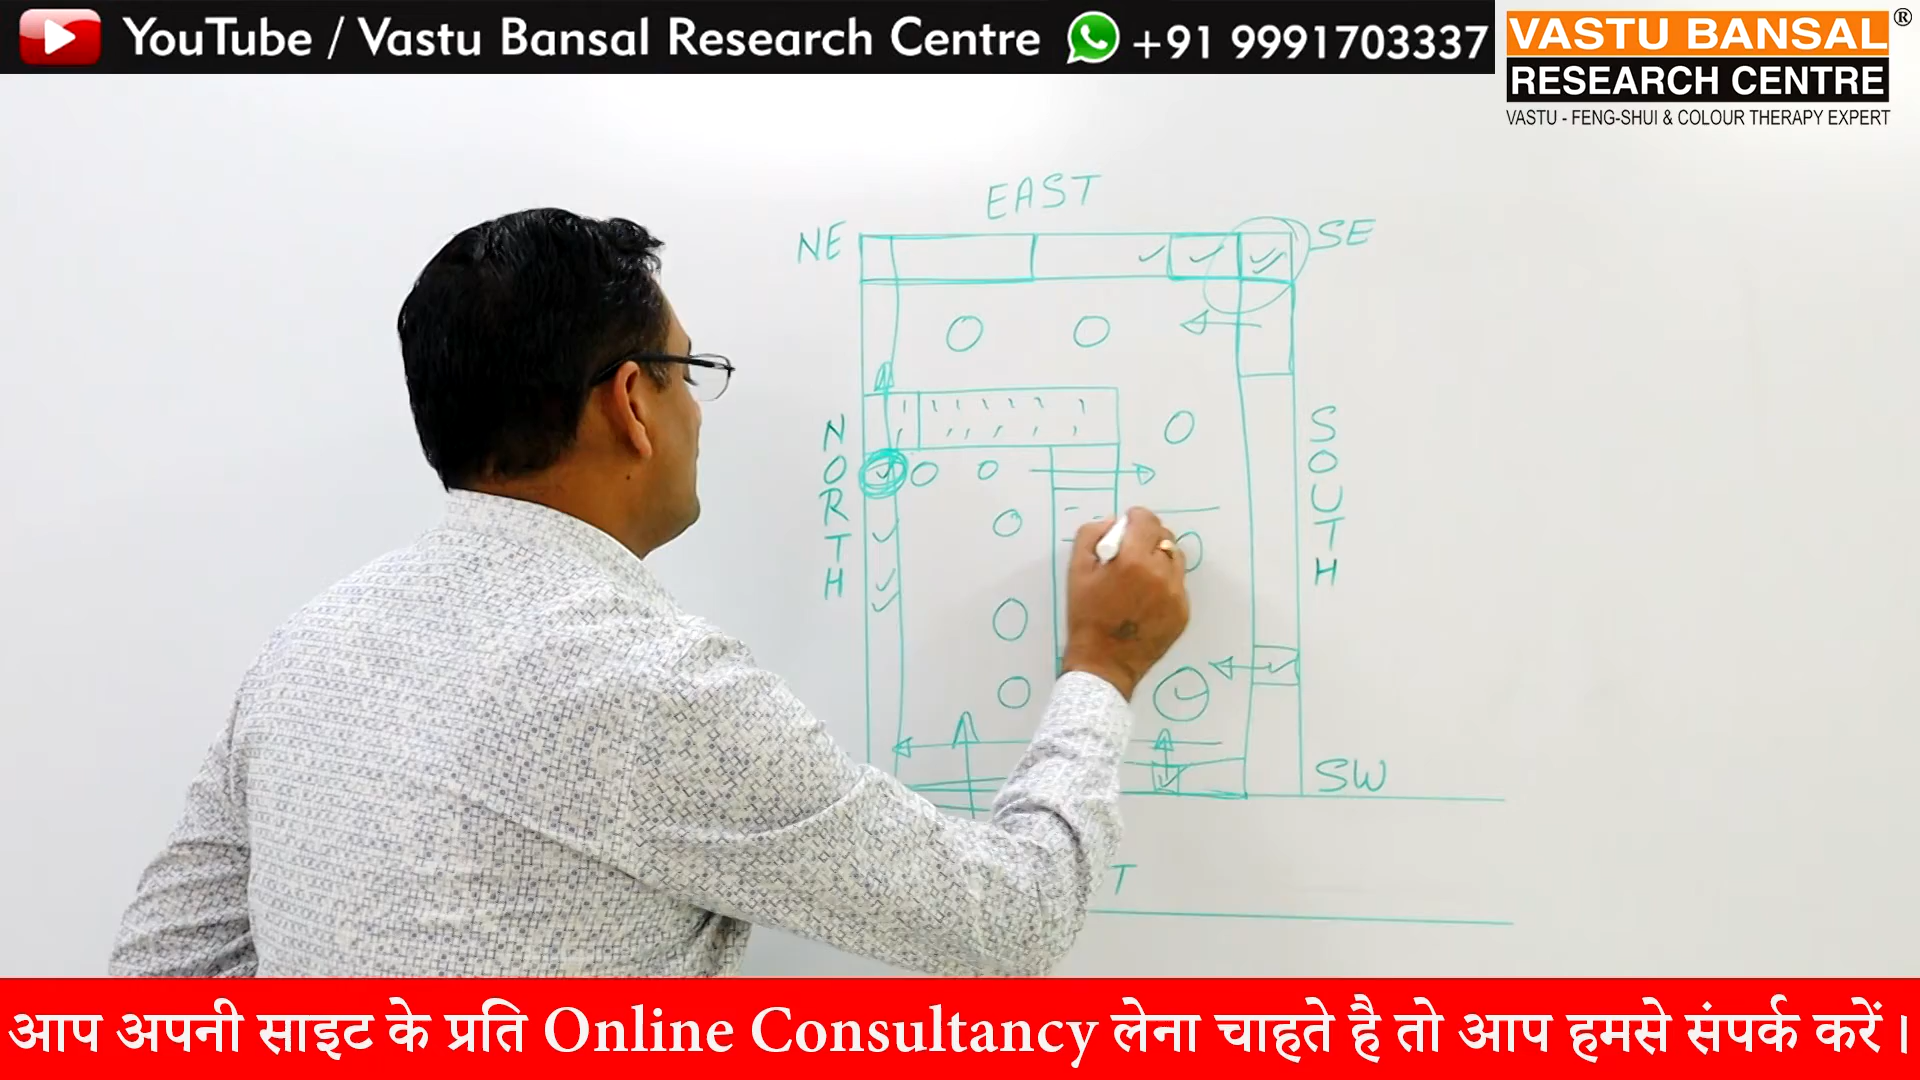 YouTube / Vastu Bansal Research Centre +91 9991703337
VASTU BANSAL®
RESEARCH CENTRE
VASTU - FENG-SHUI & COLOUR THERAPY EXPERT
EAST
NE
SE
NORTH
SOUTH
SW
T
आप अपनी साइट के प्रति Online Consultancy लेना चाहते है तो आप हमसे संपर्क करें।